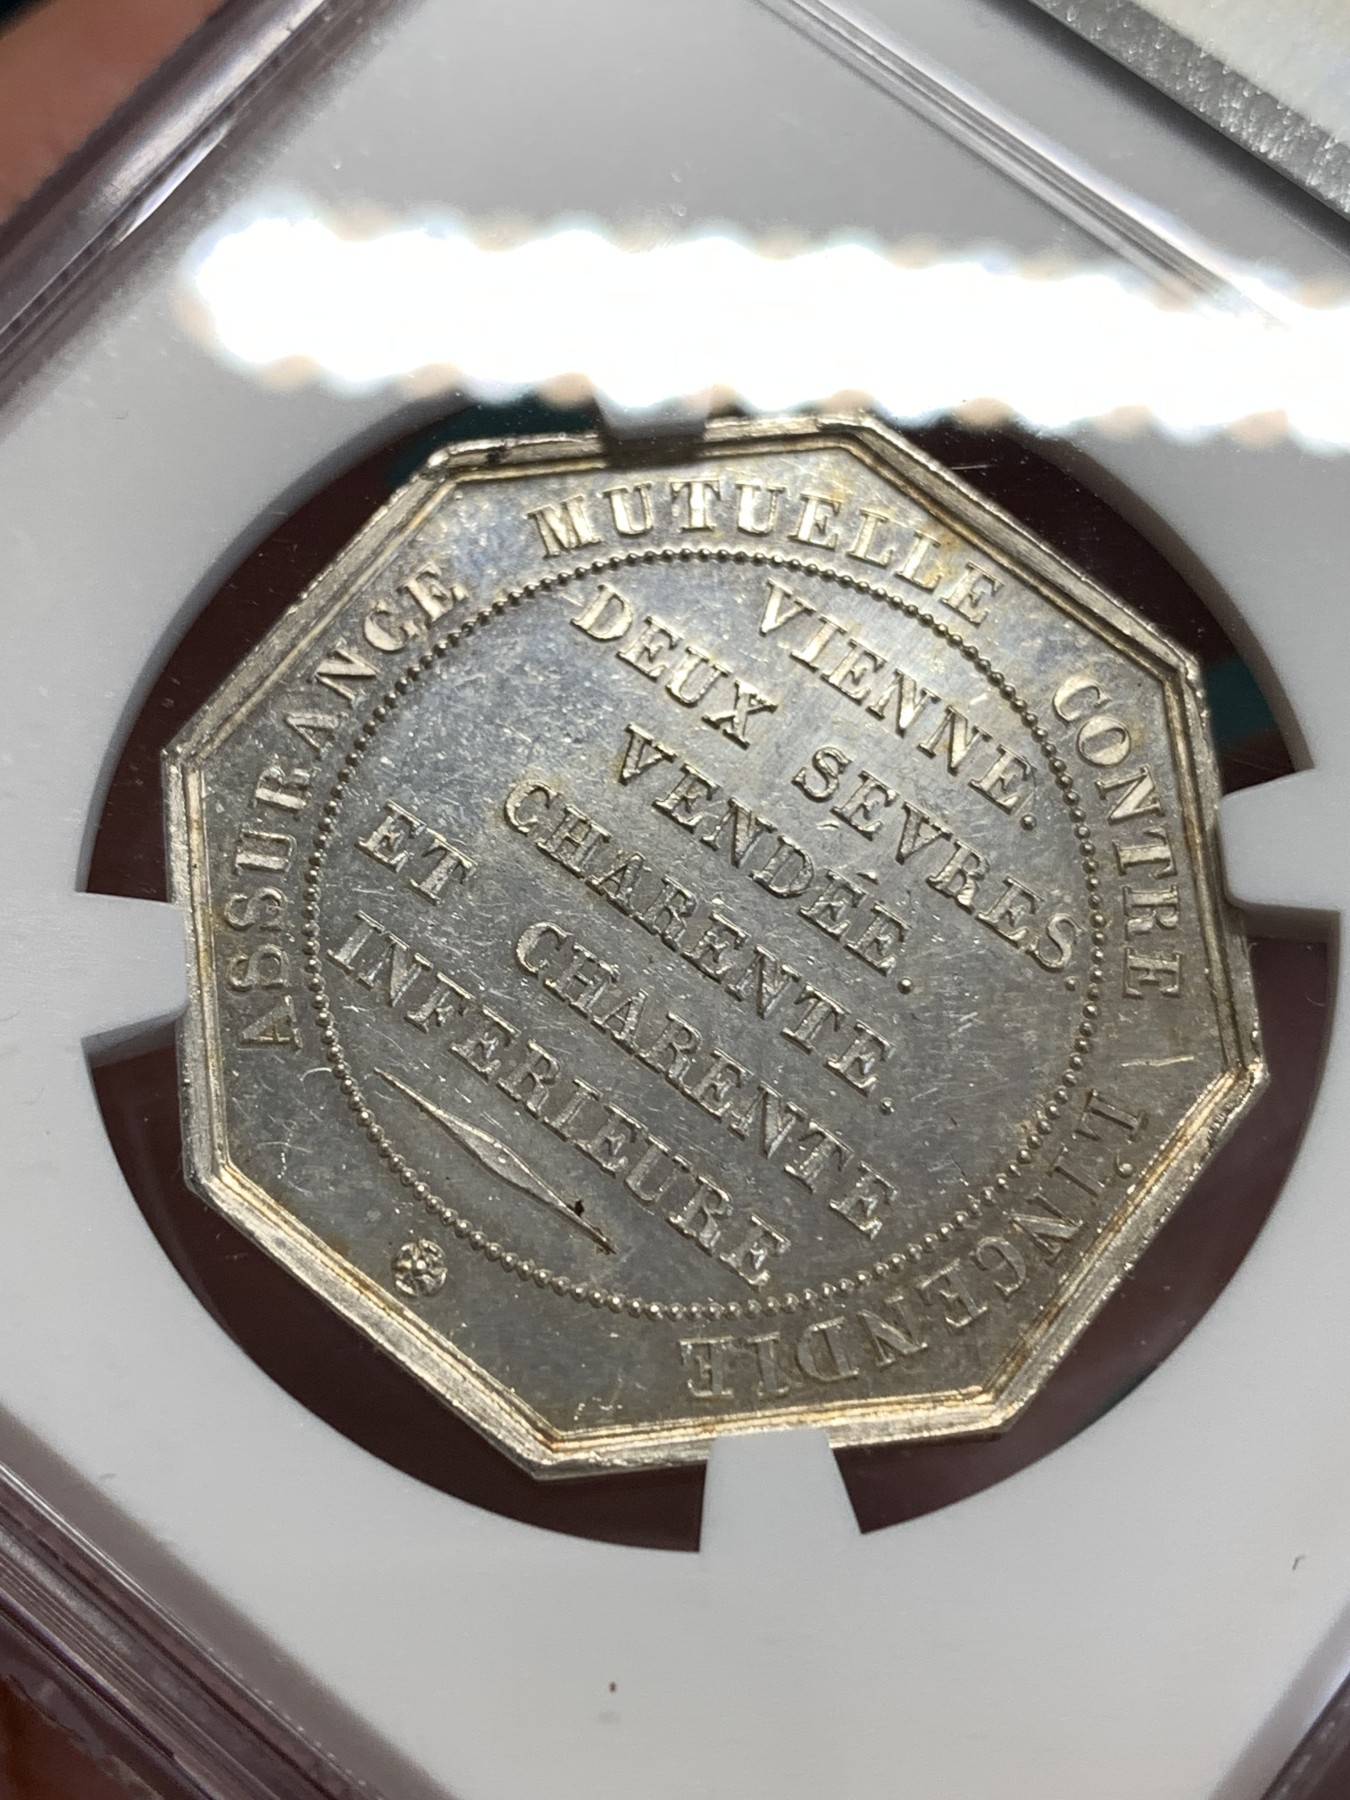 ASSURANCE MUTUELLE CONTRE L'INCENDIE
VIENNE.
DEUX SEVRES.
VENDÉE.
CHARENTE.
ET CHARENTE
INFERIEURE